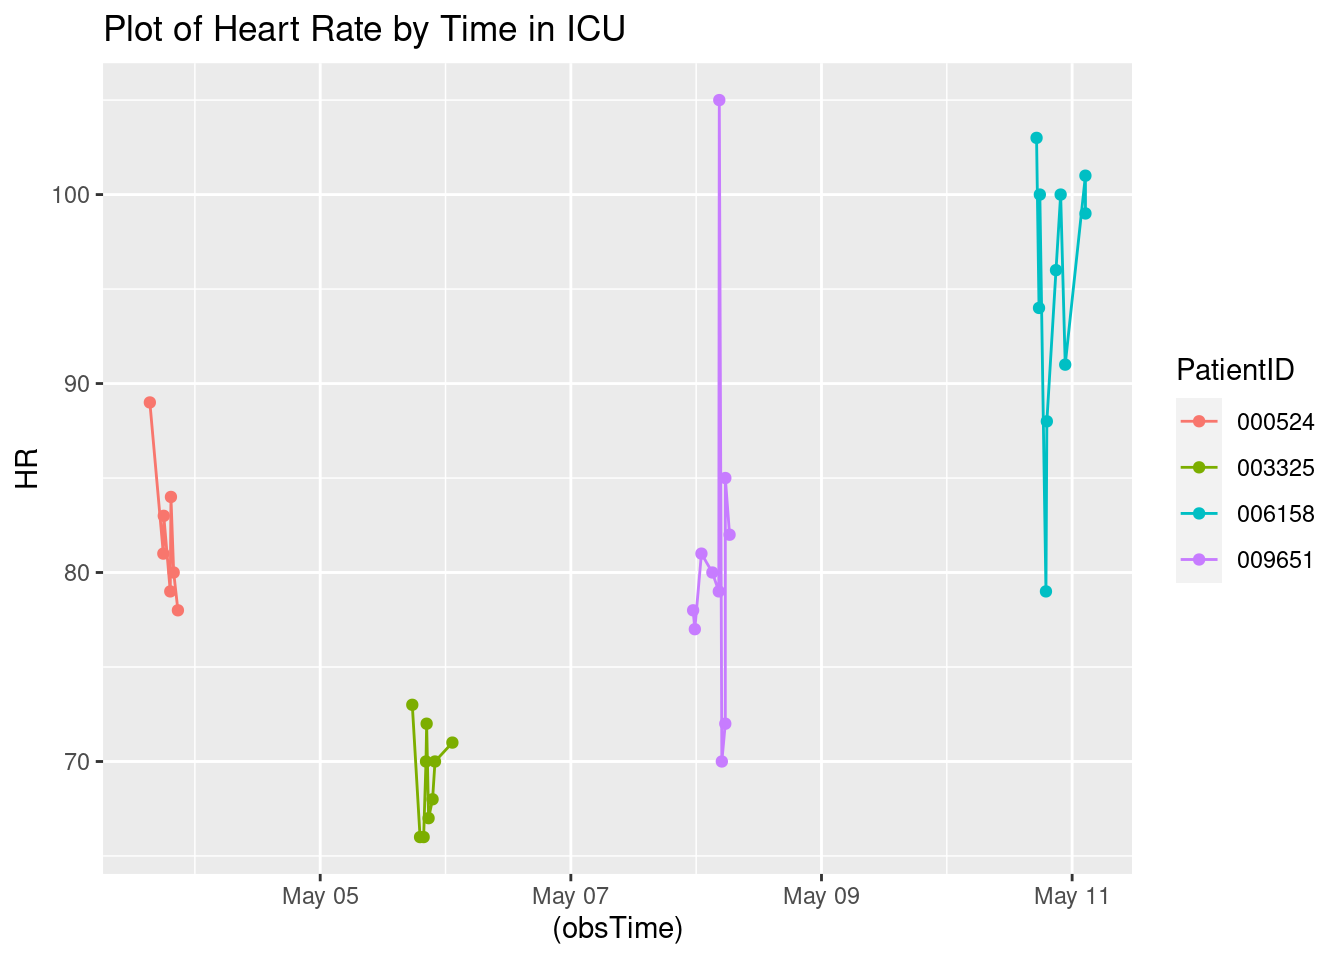 Plot of Heart Rate by Time in ICU
HR
100
90
80
70
May 05
May 07
May 09
May 11
(obsTime)
PatientID
000524
003325
006158
009651